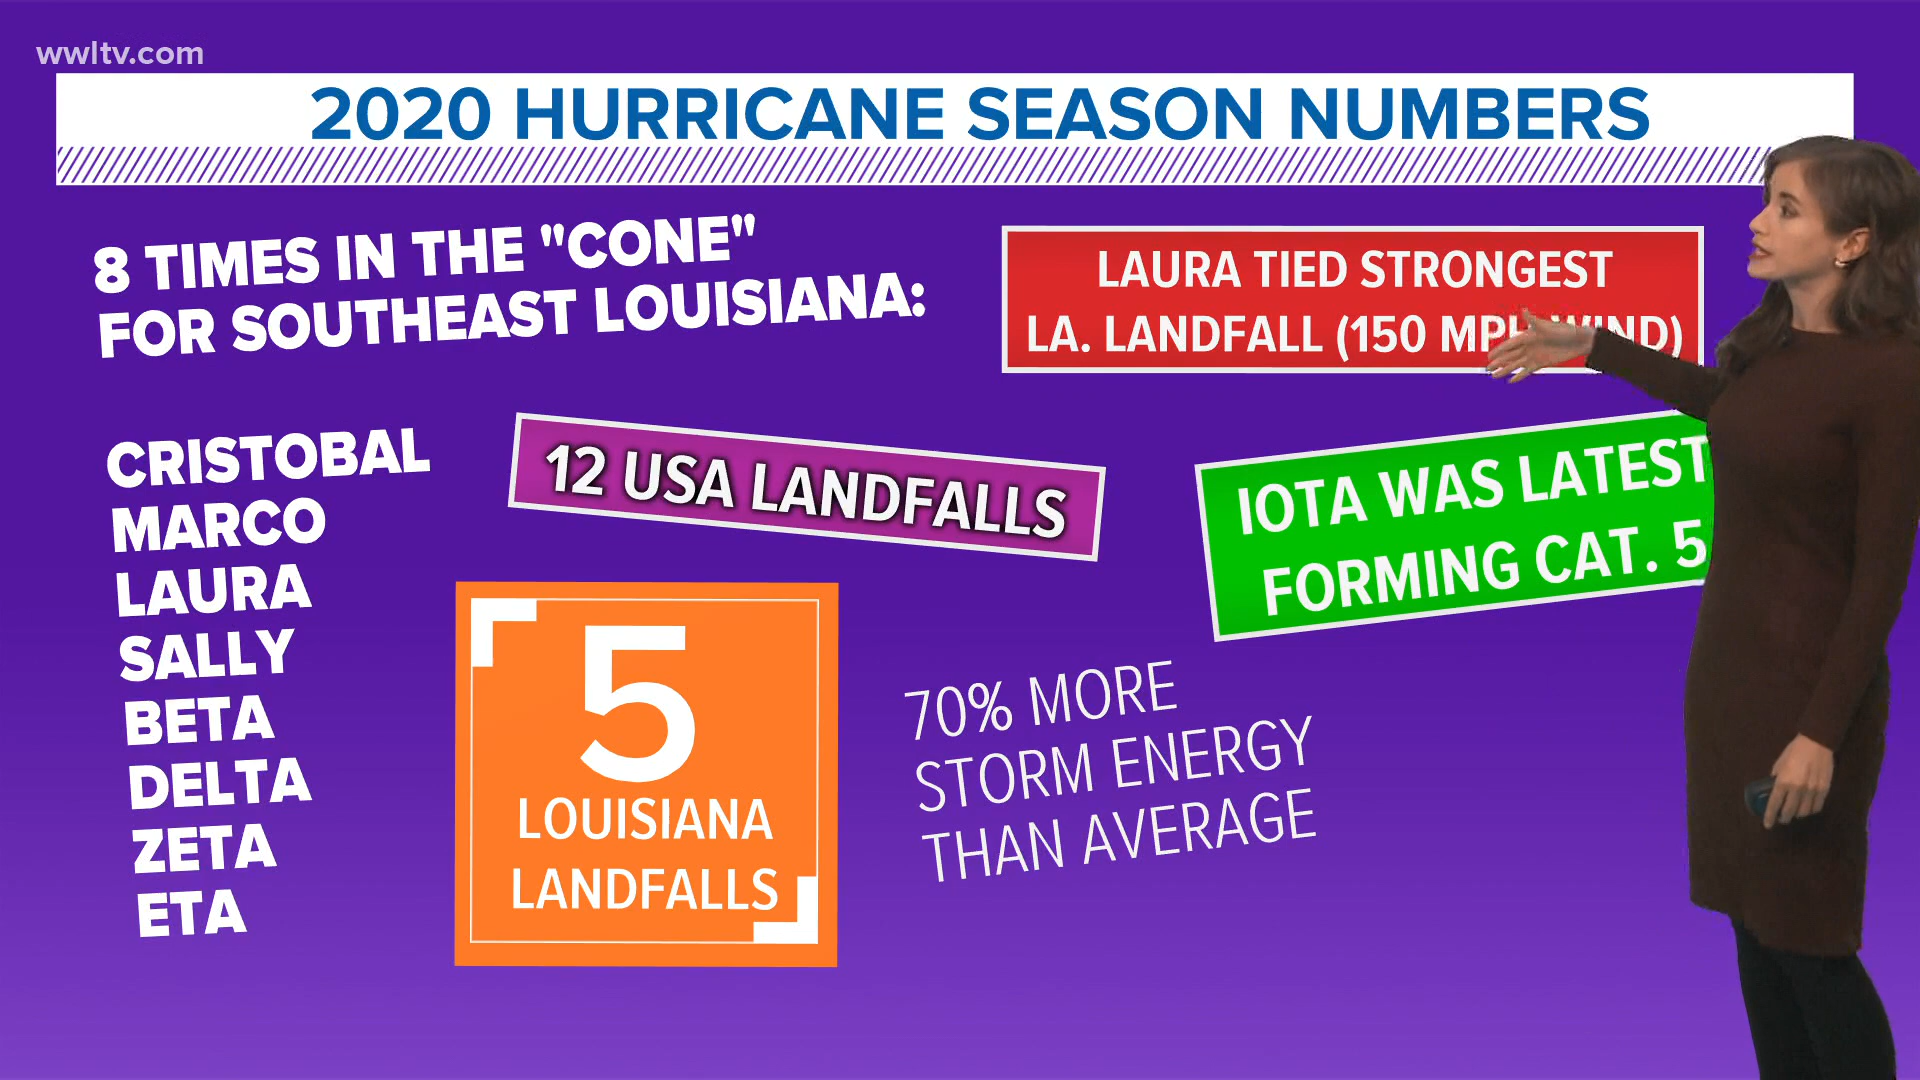 wwltv.com
2020 HURRICANE SEASON NUMBERS
8 TIMES IN THE "CONE"
FOR SOUTHEAST LOUISIANA:
CRISTOBAL
MARCO
LAURA
SALLY
BETA
DELTA
ZETA
ETA
12 USA LANDFALLS
5
LOUISIANA
LANDFALLS
LAURA TIED STRONGEST
LA. LANDFALL (150 MPH WIND)
IOTA WAS LATEST
FORMING CAT. 5
70% MORE
STORM ENERGY
THAN AVERAGE